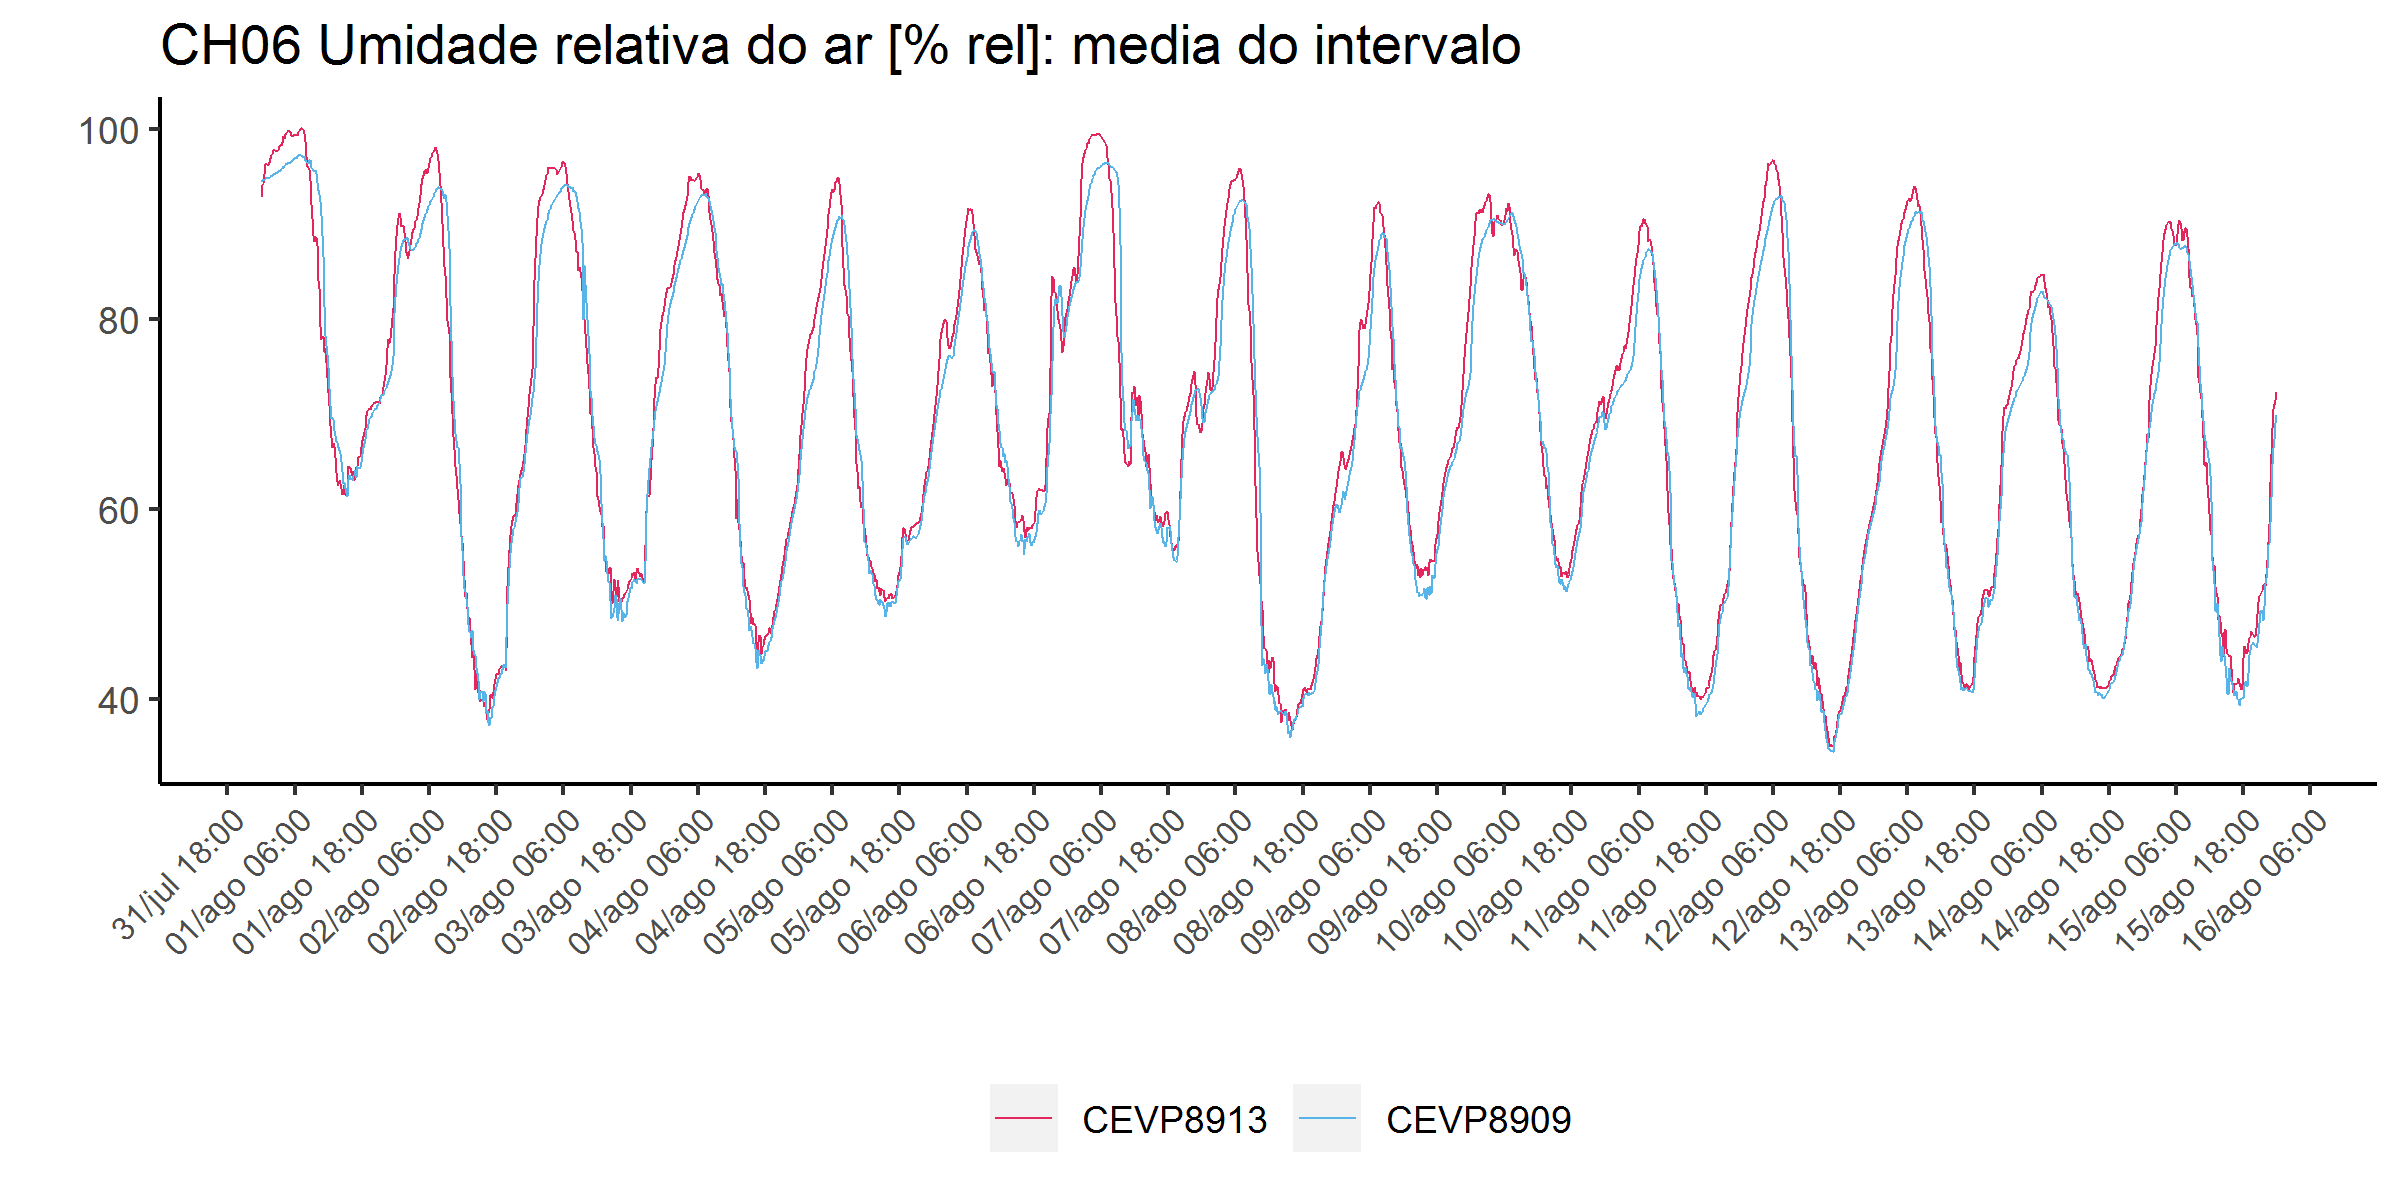 CH06 Umidade relativa do ar [% rel]: media do intervalo
100
80
60
40
31/jul 18:00
01/ago 06:00
01/ago 18:00
02/ago 06:00
02/ago 18:00
03/ago 06:00
03/ago 18:00
04/ago 06:00
04/ago 18:00
05/ago 06:00
05/ago 18:00
06/ago 06:00
06/ago 18:00
07/ago 06:00
07/ago 18:00
08/ago 06:00
08/ago 18:00
09/ago 06:00
09/ago 18:00
10/ago 06:00
10/ago 18:00
11/ago 06:00
11/ago 18:00
12/ago 06:00
12/ago 18:00
13/ago 06:00
13/ago 18:00
14/ago 06:00
14/ago 18:00
15/ago 06:00
15/ago 18:00
16/ago 06:00
CEVP8913
CEVP8909